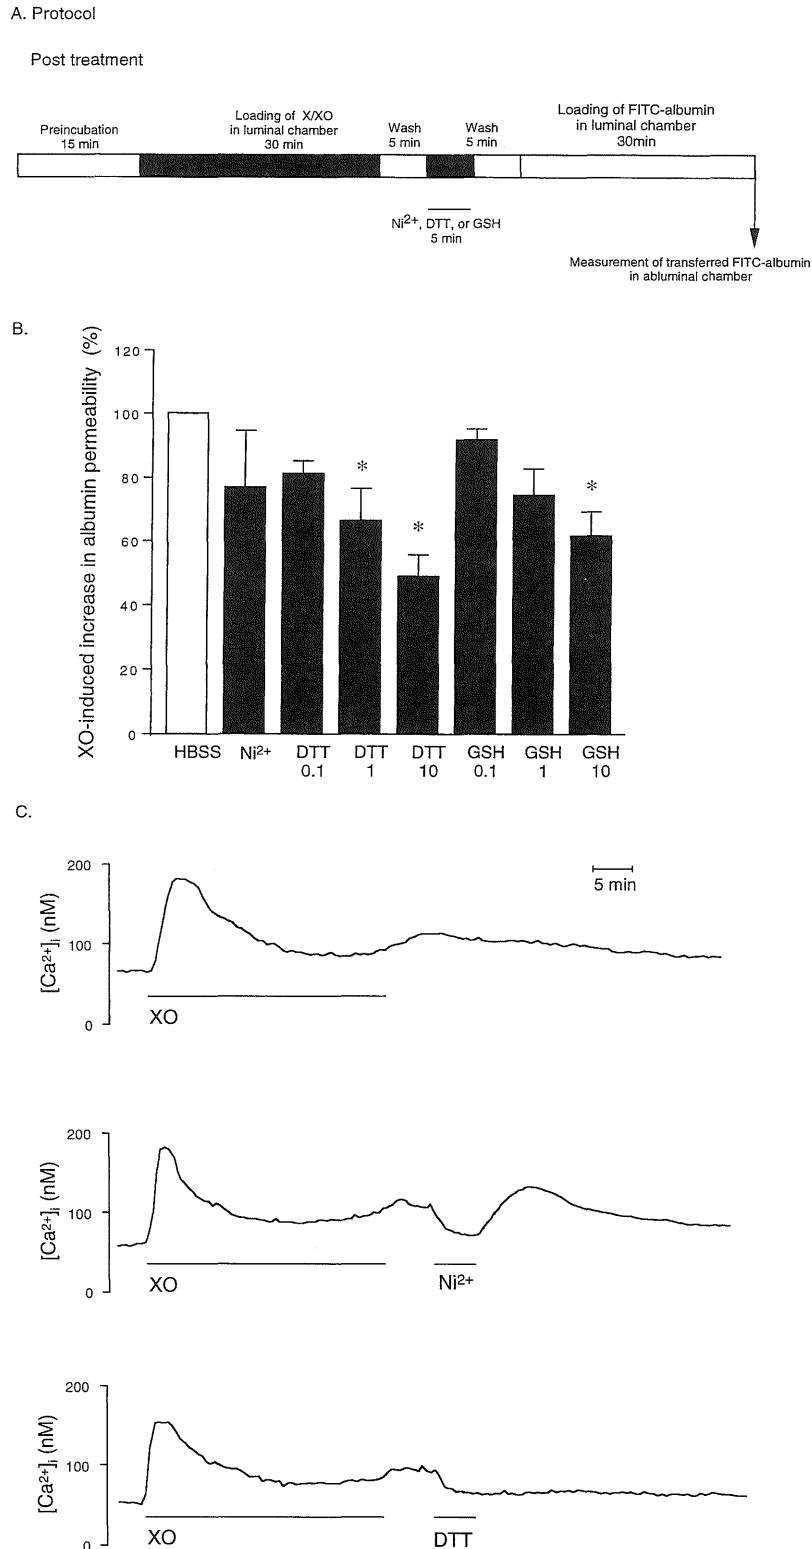 A. Protocol
Post treatment
Preincubation
15 min
Loading of X/XO
in luminal chamber
30 min
Wash
5 min
Wash
5 min
Loading of FITC-albumin
in luminal chamber
30min
Ni2+, DTT, or GSH
5 min
Measurement of transferred FITC-albumin
in abluminal chamber
B.
XO-induced increase in albumin permeability (%)
120
100
80
60
40
20
0
*
*
*
HBSS
Ni2+
DTT
0.1
DTT
1
DTT
10
GSH
0.1
GSH
1
GSH
10
C.
[Ca2+]i (nM)
200
100
0
5 min
XO
[Ca2+]i (nM)
200
100
0
XO
Ni2+
[Ca2+]i (nM)
200
100
0
XO
DTT